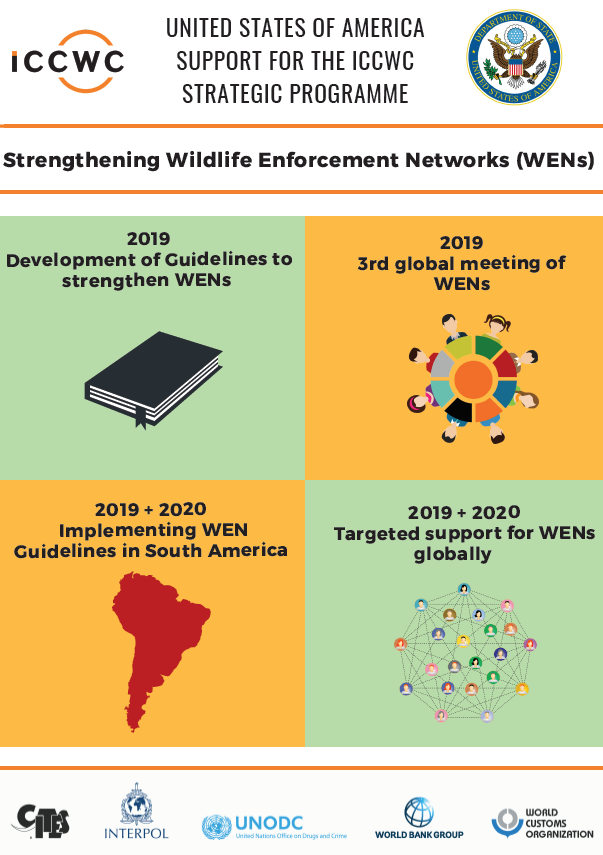 ICCWC
UNITED STATES OF AMERICA
SUPPORT FOR THE ICCWC
STRATEGIC PROGRAMME
DEPARTMENT OF STATE
UNITED STATES OF AMERICA
Strengthening Wildlife Enforcement Networks (WENs)
2019
Development of Guidelines to
strengthen WENs
2019
3rd global meeting of
WENs
2019 + 2020
Implementing WEN
Guidelines in South America
2019 + 2020
Targeted support for WENs
globally
CITES
INTERPOL
UNODC
United Nations Office on Drugs and Crime
WORLD BANK GROUP
WORLD
CUSTOMS
ORGANIZATION